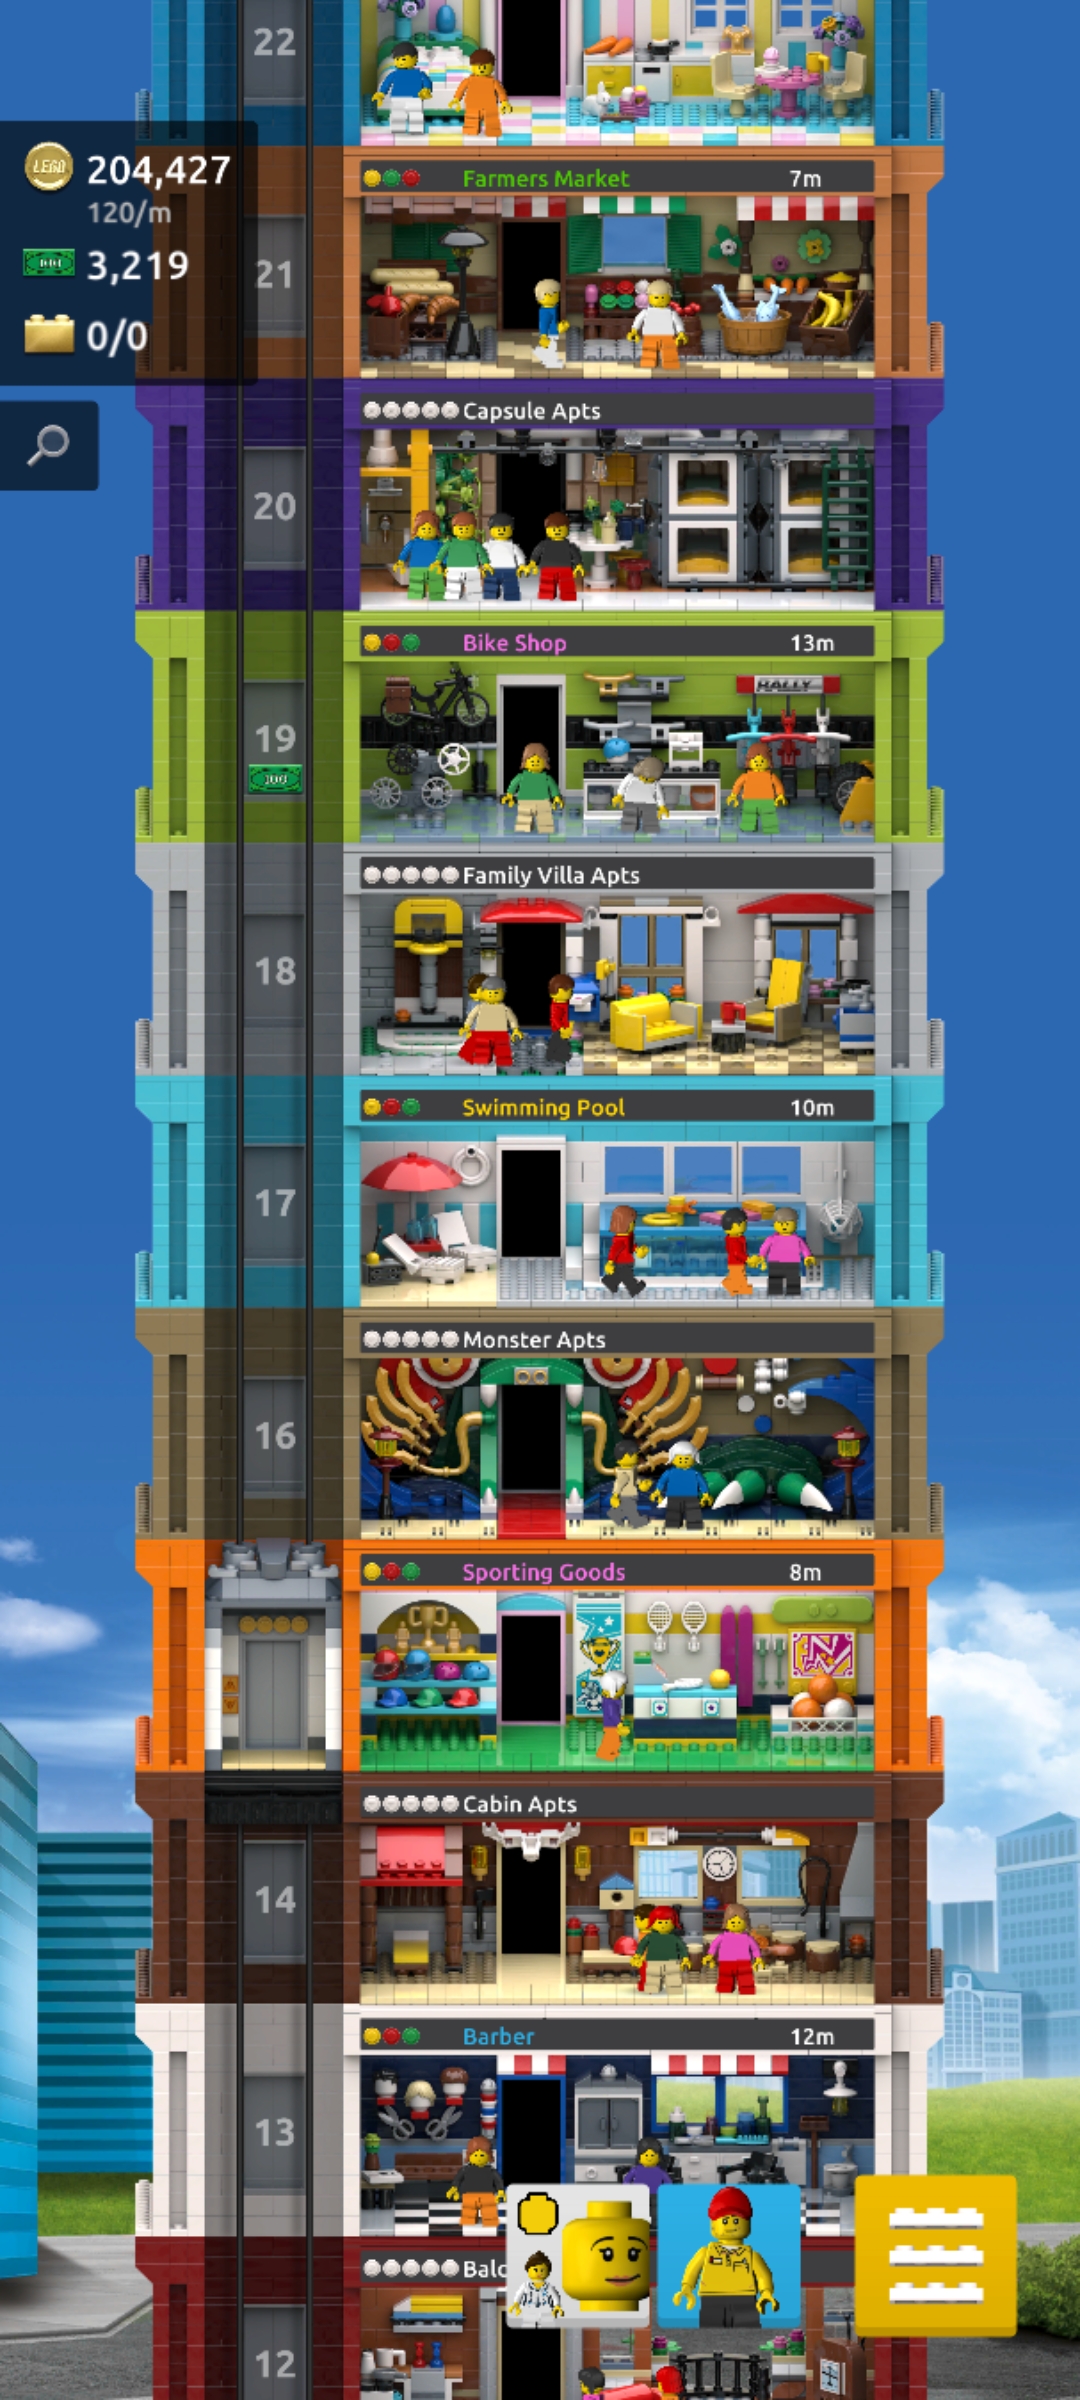 22
LEGO
204,427
120/m
3,219
0/0
Farmers Market 7m
21
Capsule Apts
20
Bike Shop 13m
RALLY
19
Family Villa Apts
18
Swimming Pool 10m
17
Monster Apts
16
Sporting Goods 8m
Cabin Apts
14
Barber 12m
13
12